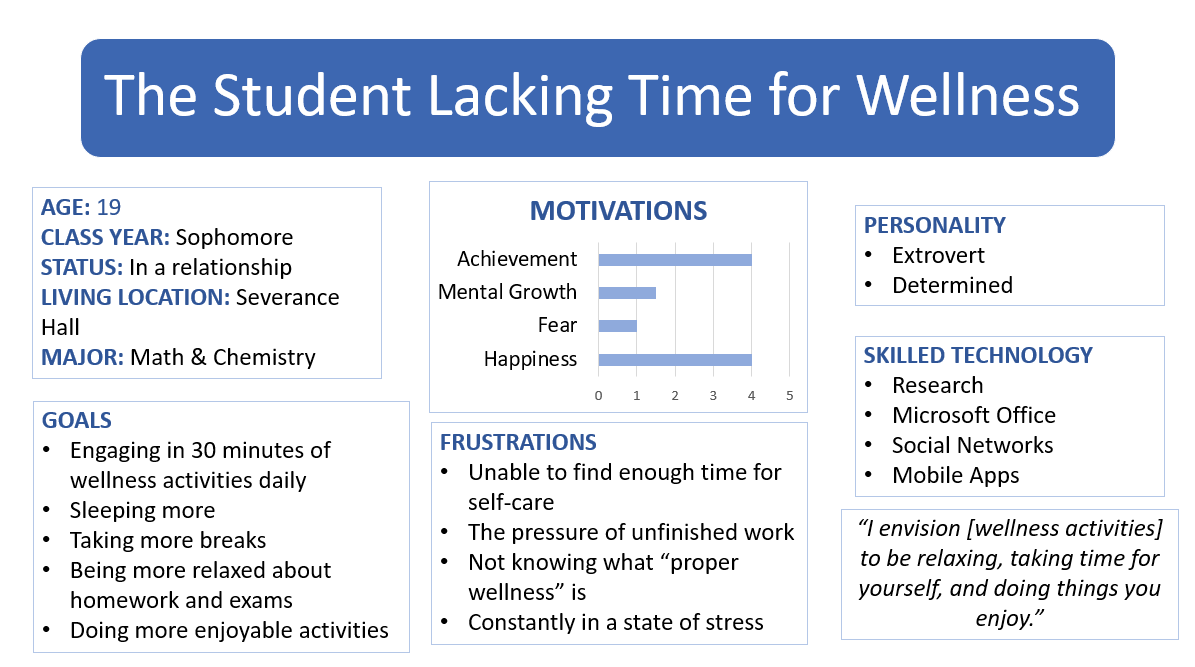 The Student Lacking Time for Wellness
AGE: 19
CLASS YEAR: Sophomore
STATUS: In a relationship
LIVING LOCATION: Severance
Hall
MAJOR: Math & Chemistry
GOALS
• Engaging in 30 minutes of
wellness activities daily
• Sleeping more
• Taking more breaks
• Being more relaxed about
homework and exams
• Doing more enjoyable activities
MOTIVATIONS
Achievement
Mental Growth
Fear
Happiness
0 1 2 3 4 5
FRUSTRATIONS
• Unable to find enough time for
self-care
• The pressure of unfinished work
• Not knowing what “proper
wellness” is
• Constantly in a state of stress
PERSONALITY
• Extrovert
• Determined
SKILLED TECHNOLOGY
• Research
• Microsoft Office
• Social Networks
• Mobile Apps
“I envision [wellness activities]
to be relaxing, taking time for
yourself, and doing things you
enjoy.”